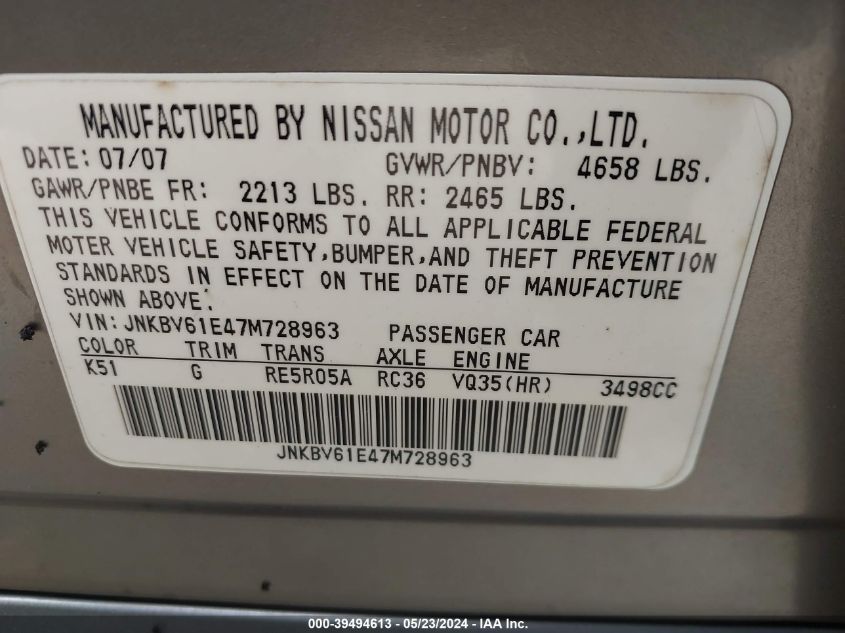 MANUFACTURED BY NISSAN MOTOR CO.,LTD.
DATE: 07/07 GVWR/PNBV: 4658 LBS.
GAWR/PNBE FR: 2213 LBS. RR: 2465 LBS.
THIS VEHICLE CONFORMS TO ALL APPLICABLE FEDERAL
MOTER VEHICLE SAFETY,BUMPER,AND THEFT PREVENTION
STANDARDS IN EFFECT ON THE DATE OF MANUFACTURE
SHOWN ABOVE.
VIN: JNKBV61E47M728963 PASSENGER CAR
COLOR TRIM TRANS AXLE ENGINE
K51 G RE5R05A RC36 VQ35(HR) 3498CC
JNKBV61E47M728963
000-39494613 - 05/23/2024 - IAA Inc.